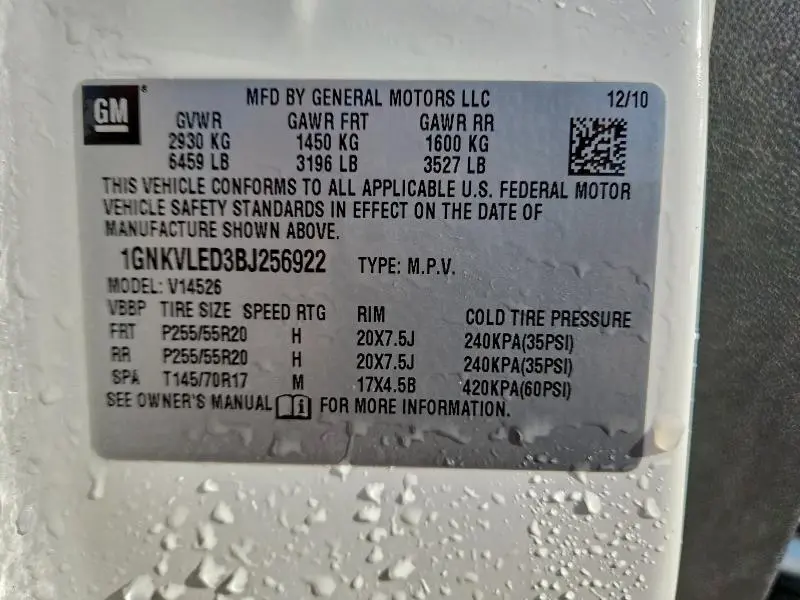 GM MFD BY GENERAL MOTORS LLC 12/10
GVWR GAWR FRT GAWR RR
2930 KG 1450 KG 1600 KG
6459 LB 3196 LB 3527 LB
THIS VEHICLE CONFORMS TO ALL APPLICABLE U.S. FEDERAL MOTOR
VEHICLE SAFETY STANDARDS IN EFFECT ON THE DATE OF
MANUFACTURE SHOWN ABOVE.
1GNKVLED3BJ256922 TYPE: M.P.V.
MODEL: V14526
VBBP TIRE SIZE SPEED RTG RIM COLD TIRE PRESSURE
FRT P255/55R20 H 20X7.5J 240KPA(35PSI)
RR P255/55R20 H 20X7.5J 240KPA(35PSI)
SPA T145/70R17 M 17X4.5B 420KPA(60PSI)
SEE OWNER'S MANUAL FOR MORE INFORMATION.